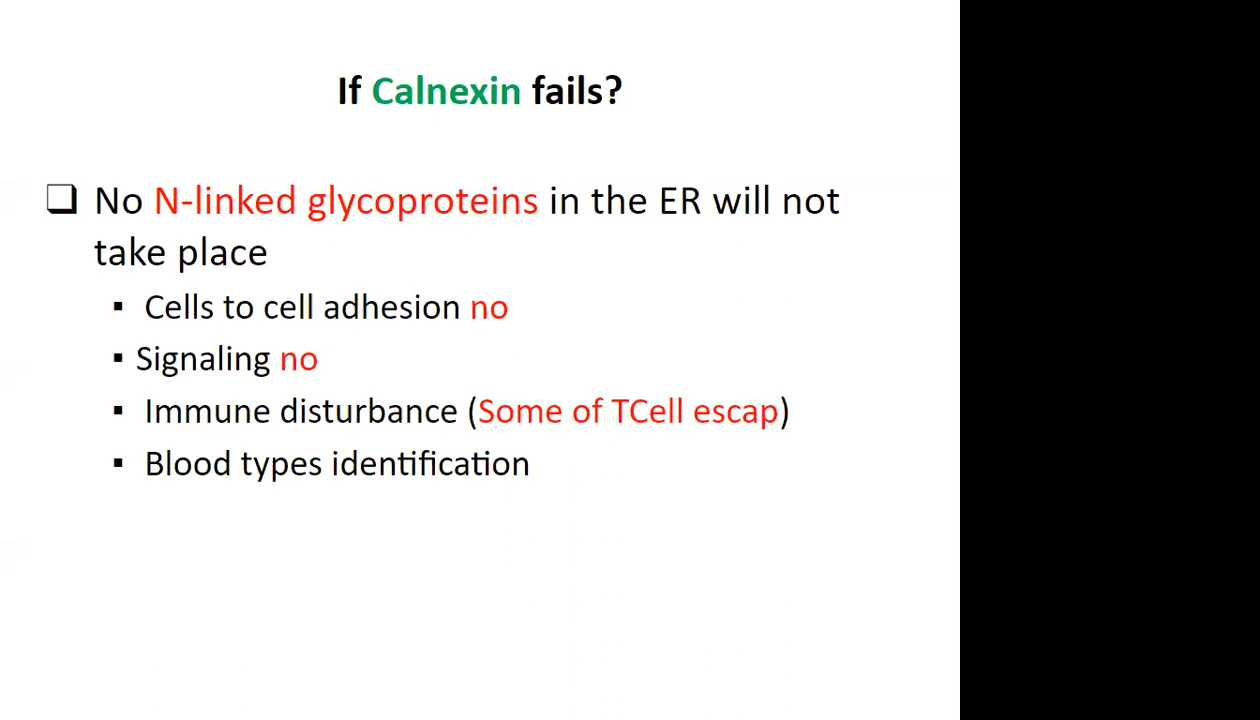 If Calnexin fails?
❑ No N-linked glycoproteins in the ER will not
take place
▪ Cells to cell adhesion no
▪ Signaling no
▪ Immune disturbance (Some of TCell escap)
▪ Blood types identification